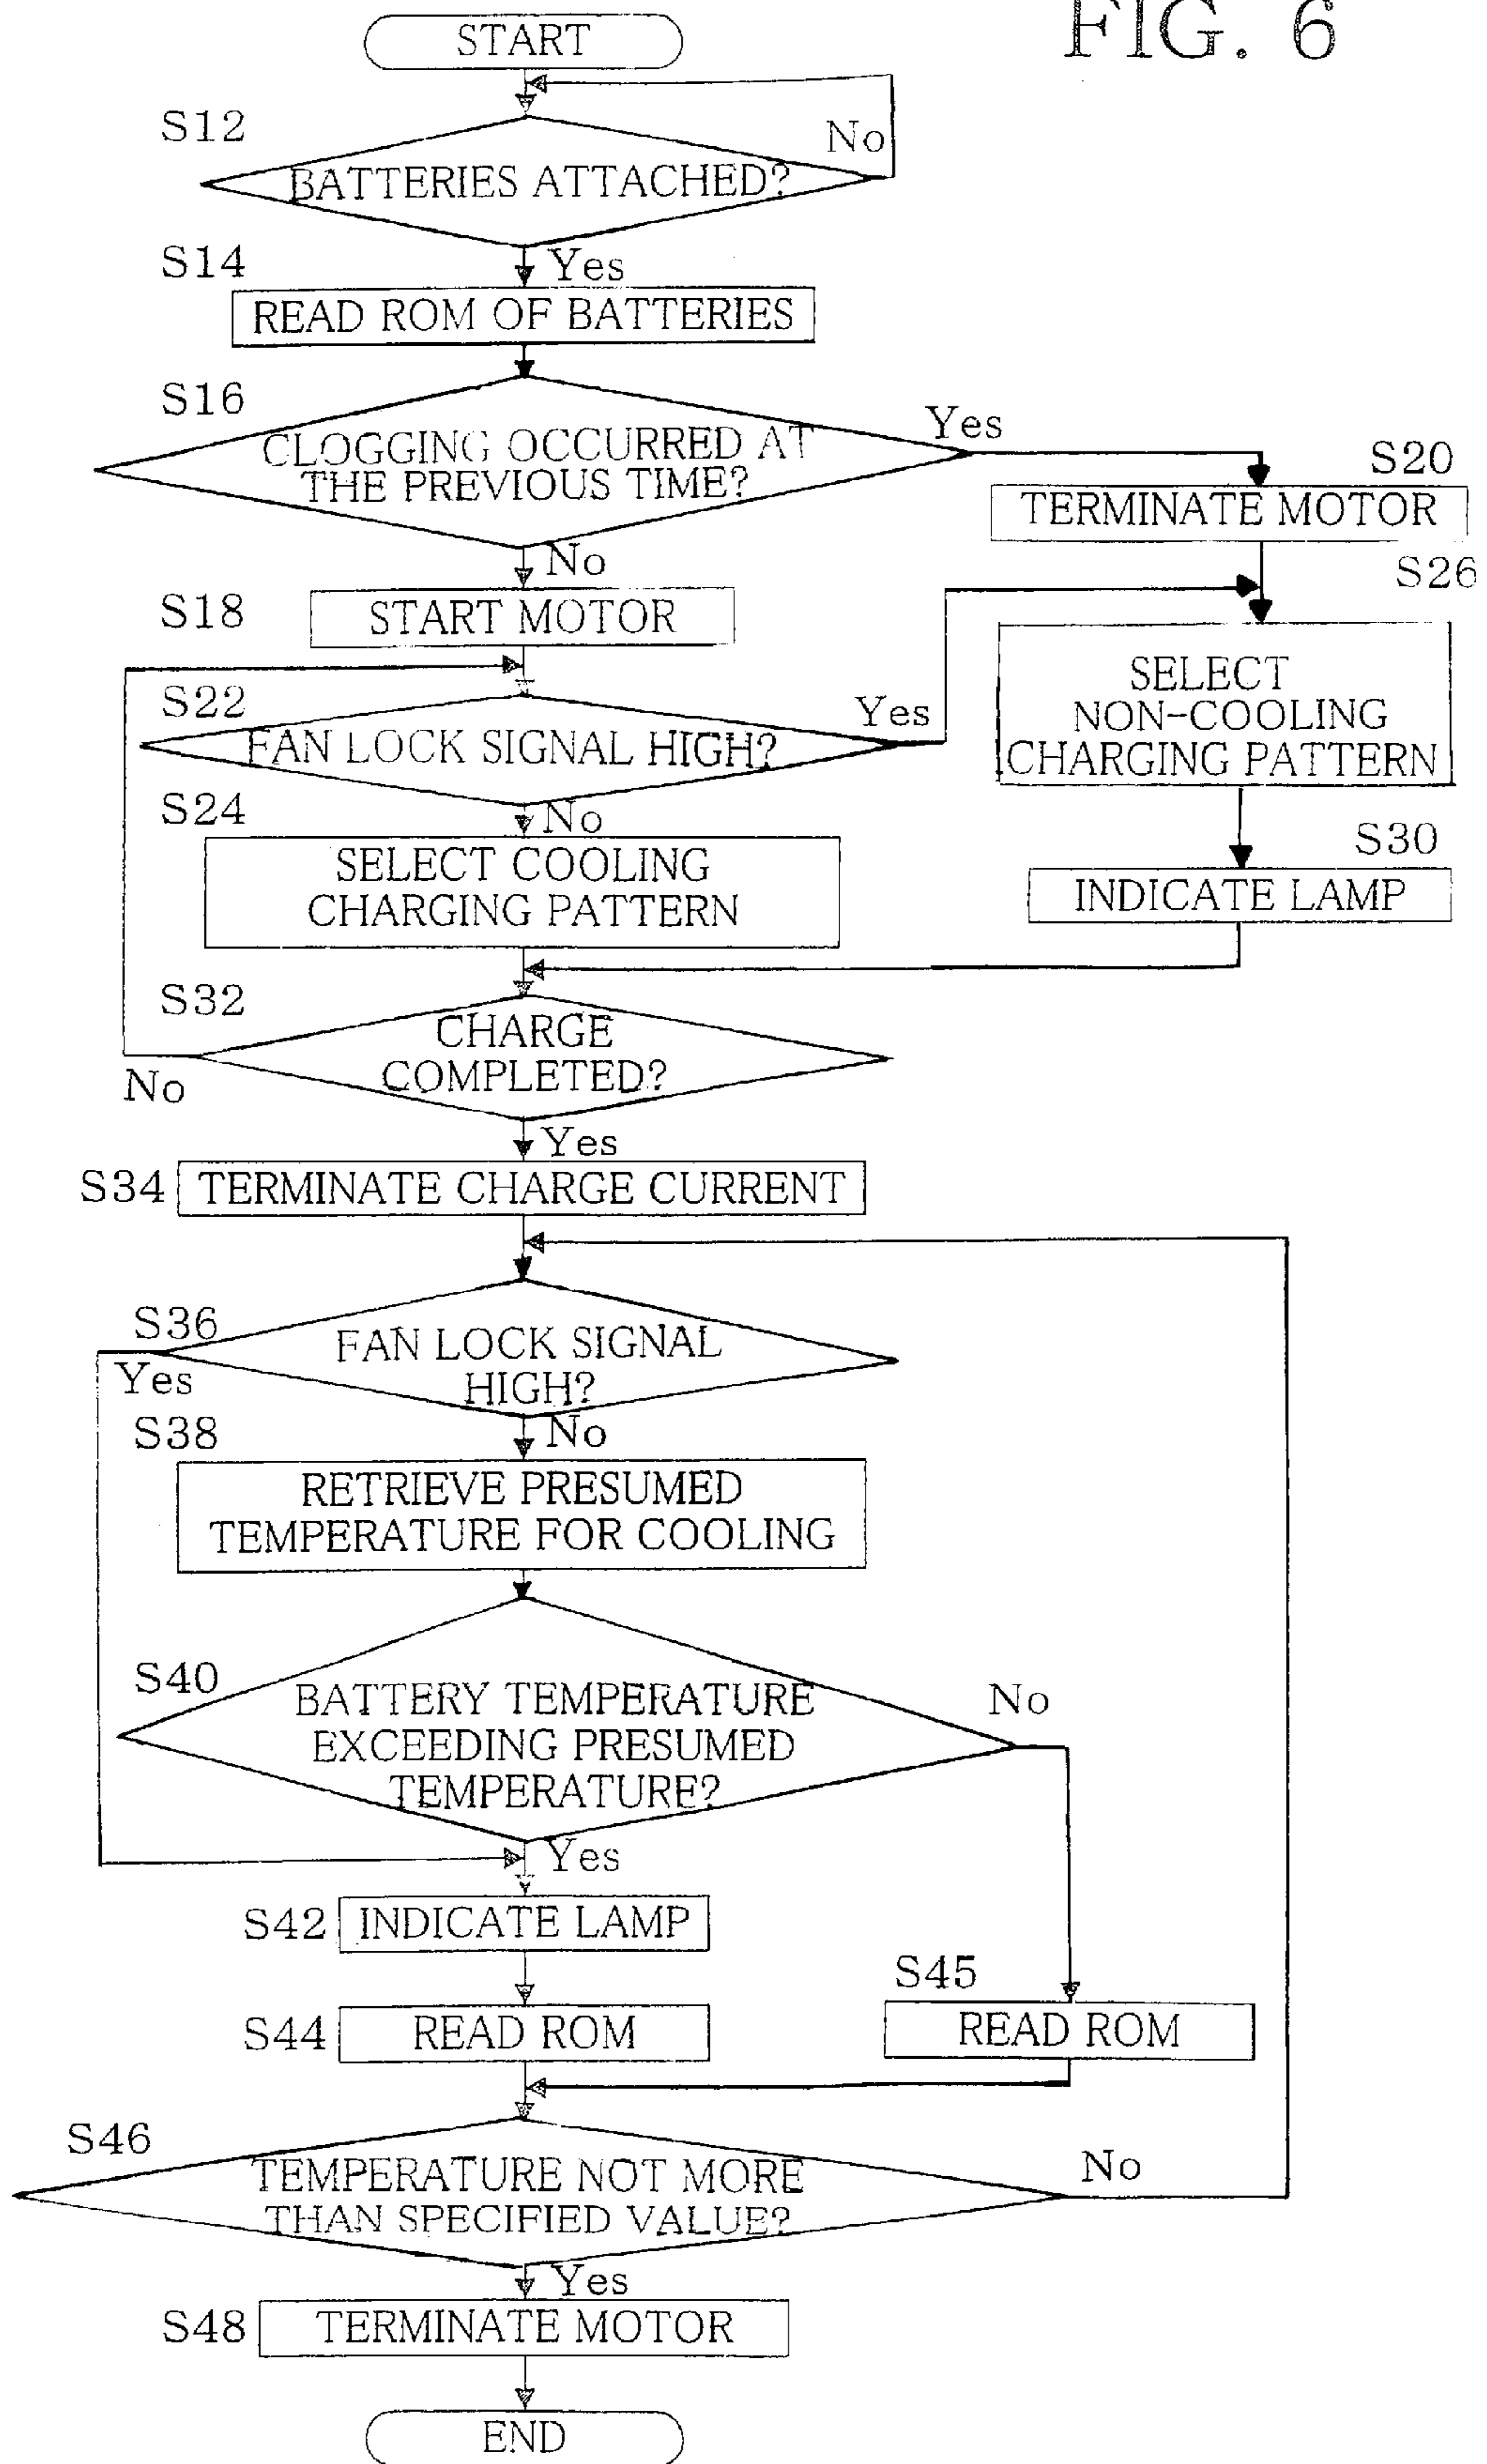 FIG. 6
START
S12
No
BATTERIES ATTACHED?
S14
Yes
READ ROM OF BATTERIES
S16
Yes
CLOGGING OCCURRED AT
THE PREVIOUS TIME?
S20
TERMINATE MOTOR
No
S26
S18
START MOTOR
SELECT
NON-COOLING
CHARGING PATTERN
S22
Yes
FAN LOCK SIGNAL HIGH?
S24
No
SELECT COOLING
CHARGING PATTERN
S30
INDICATE LAMP
S32
CHARGE
COMPLETED?
No
Yes
S34
TERMINATE CHARGE CURRENT
S36
FAN LOCK SIGNAL
HIGH?
Yes
S38
No
RETRIEVE PRESUMED
TEMPERATURE FOR COOLING
S40
BATTERY TEMPERATURE
EXCEEDING PRESUMED
TEMPERATURE?
No
Yes
S42
INDICATE LAMP
S45
S44
READ ROM
READ ROM
S46
TEMPERATURE NOT MORE
THAN SPECIFIED VALUE?
No
Yes
S48
TERMINATE MOTOR
END